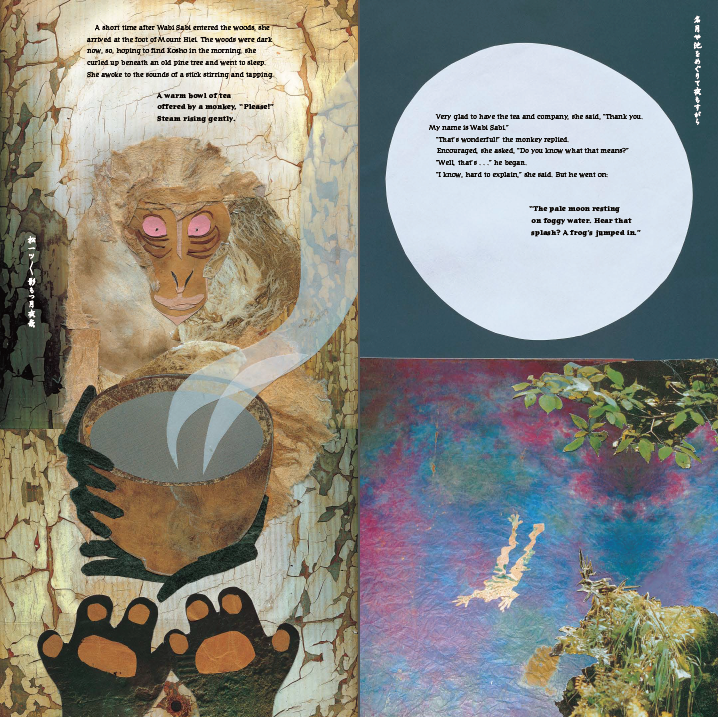 A short time after Wabi Sabi entered the woods, she
arrived at the foot of Mount Hiei. The woods were dark
now, so, hoping to find Kosho in the morning, she
curled up beneath an old pine tree and went to sleep.
She awoke to the sounds of a stick stirring and tapping.
A warm bowl of tea
offered by a monkey, “Please!”
Steam rising gently.
名月や池をめぐりて夜もすがら
Very glad to have the tea and company, she said, “Thank you.
My name is Wabi Sabi.”
“That's wonderful!” the monkey replied.
Encouraged, she asked, “Do you know what that means?”
“Well, that's . . .” he began.
“I know, hard to explain,” she said. But he went on:
“The pale moon resting
on foggy water. Hear that
splash? A frog's jumped in.”